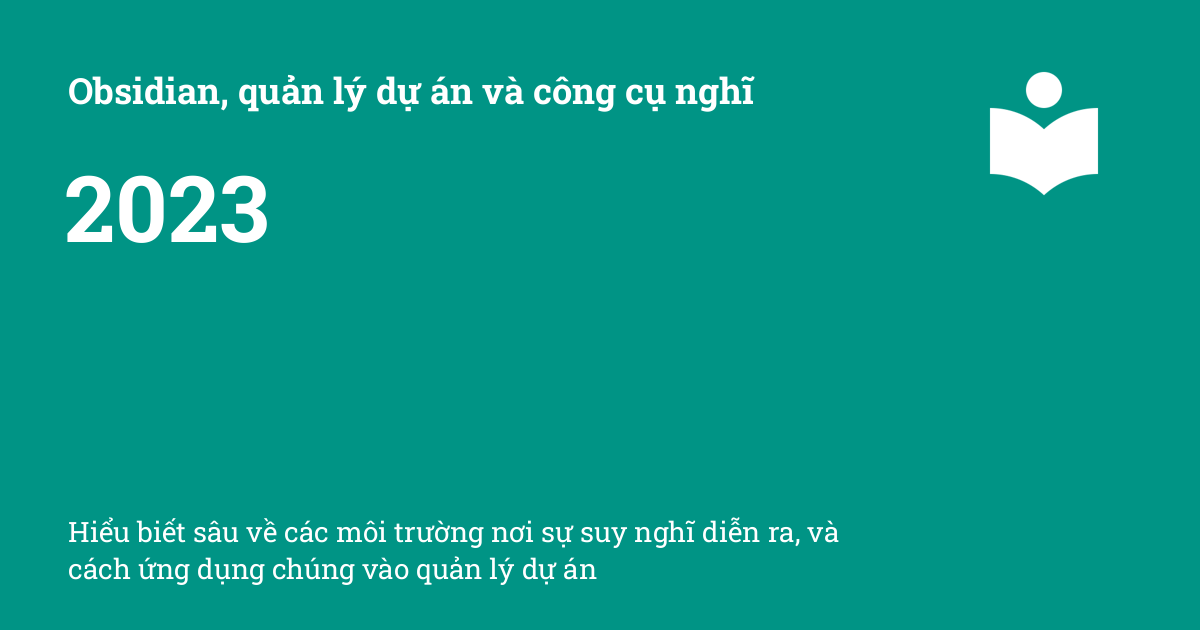 Obsidian, quản lý dự án và công cụ nghĩ
2023
Hiểu biết sâu về các môi trường nơi sự suy nghĩ diễn ra, và
cách ứng dụng chúng vào quản lý dự án